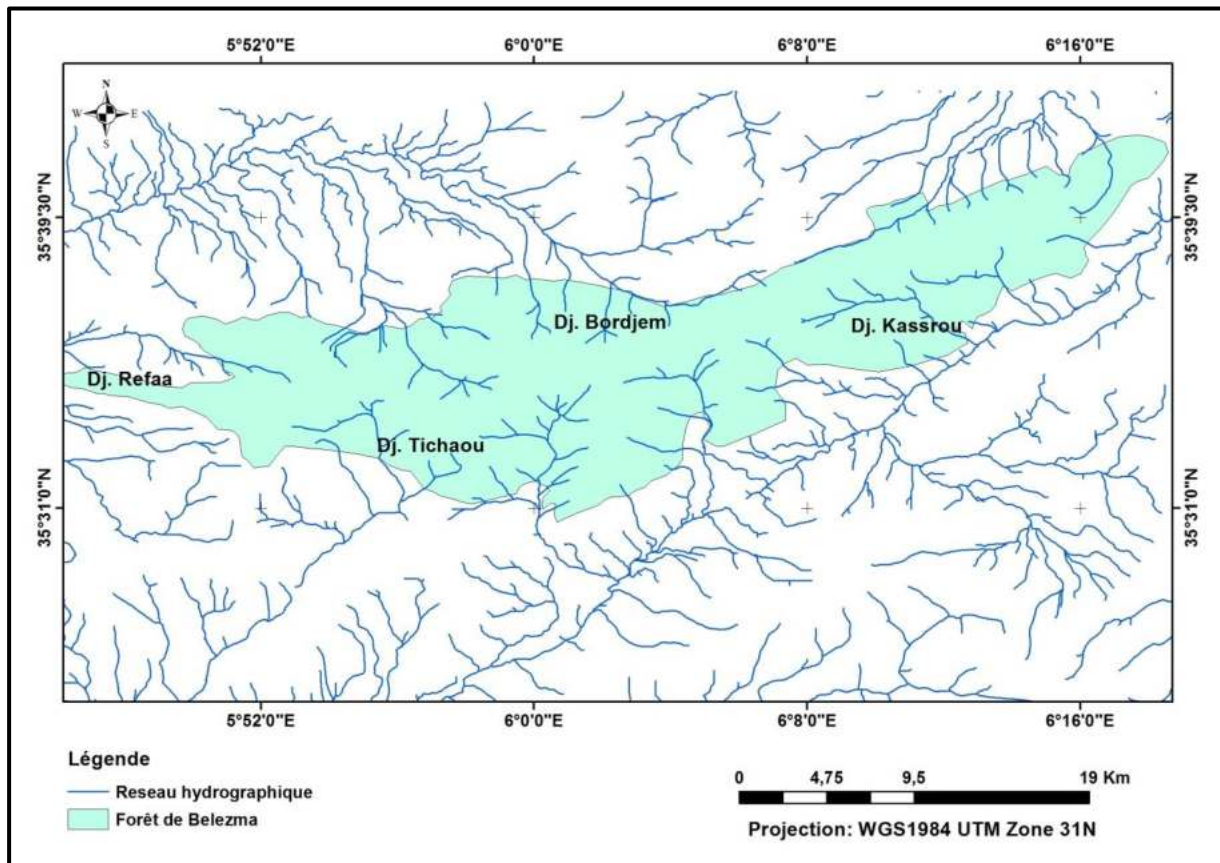 5°52'0"E 6°0'0"E 6°8'0"E 6°16'0"E
N
W E
S
35°39'30"N 35°39'30"N
Dj. Bordjem
Dj. Kassrou
Dj. Refaa
Dj. Tichaou
35°31'0"N 35°31'0"N
5°52'0"E 6°0'0"E 6°8'0"E 6°16'0"E
Légende
Reseau hydrographique
Forêt de Belezma
0 4,75 9,5 19 Km
Projection: WGS1984 UTM Zone 31N